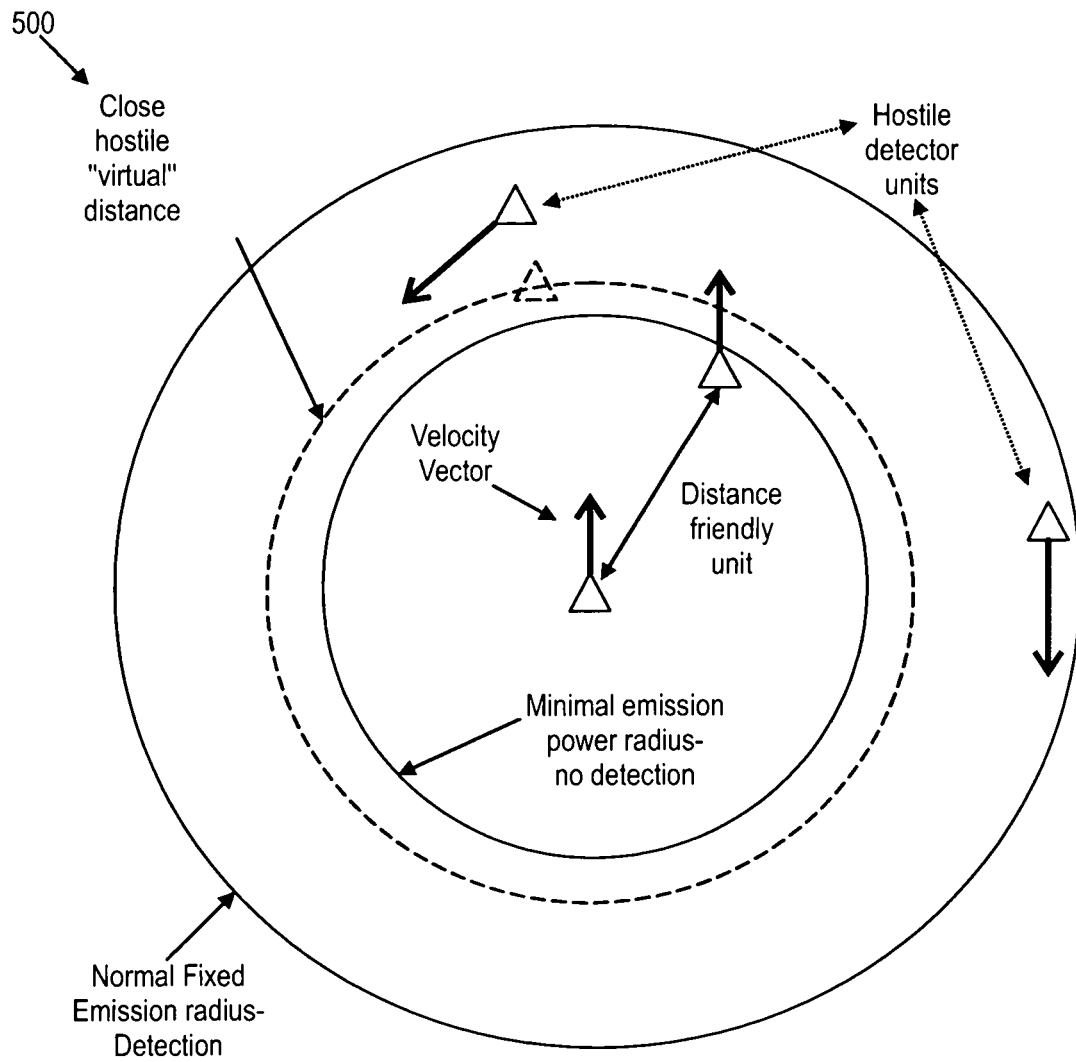 500
Close
hostile
"virtual"
distance
Hostile
detector
units
Velocity
Vector
Distance
friendly
unit
Minimal emission
power radius-
no detection
Normal Fixed
Emission radius-
Detection